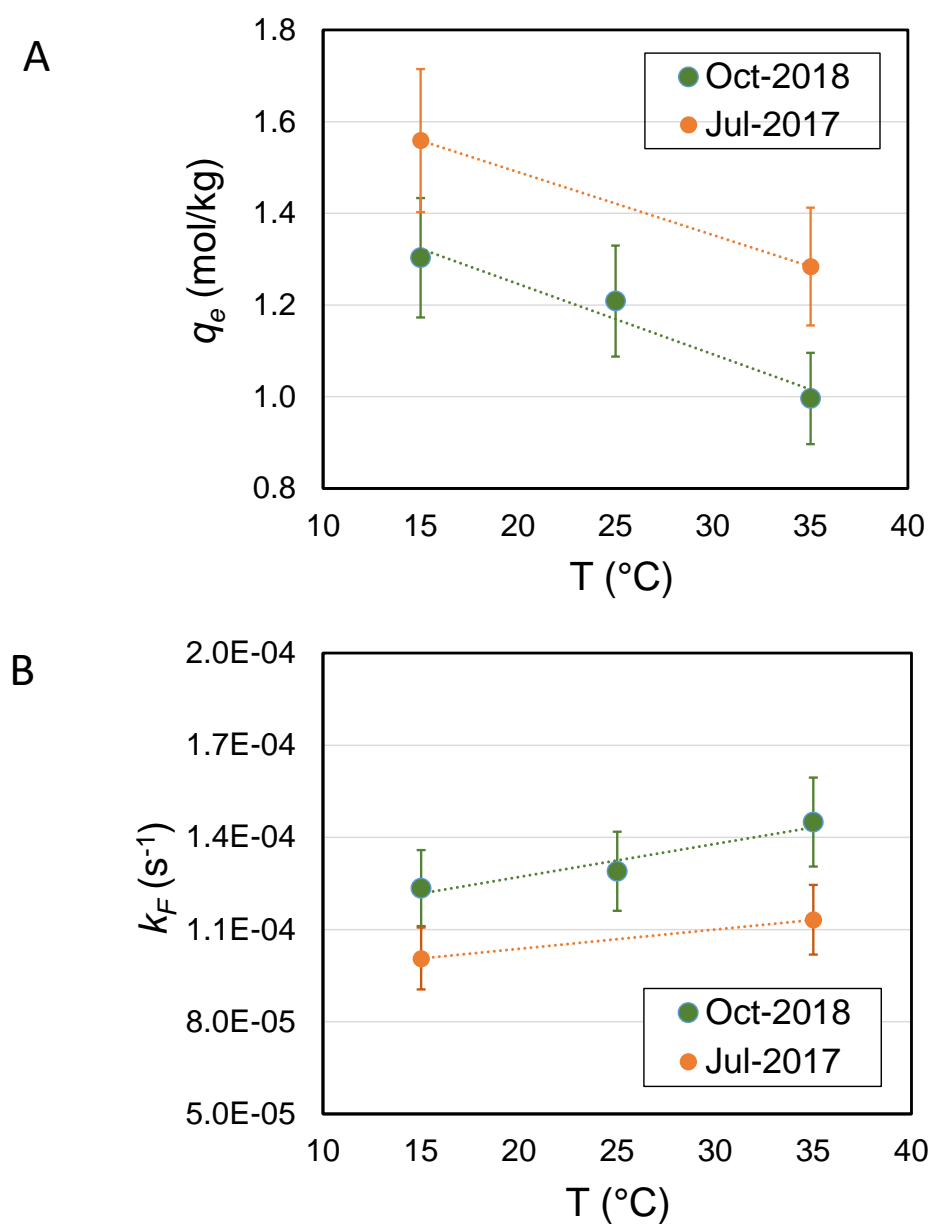 A
1.8
1.6
1.4
1.2
1.0
0.8
q_e (mol/kg)
Oct-2018
Jul-2017
10 15 20 25 30 35 40
T (°C)
B
2.0E-04
1.7E-04
1.4E-04
1.1E-04
8.0E-05
5.0E-05
k_F (s⁻¹)
Oct-2018
Jul-2017
10 15 20 25 30 35 40
T (°C)